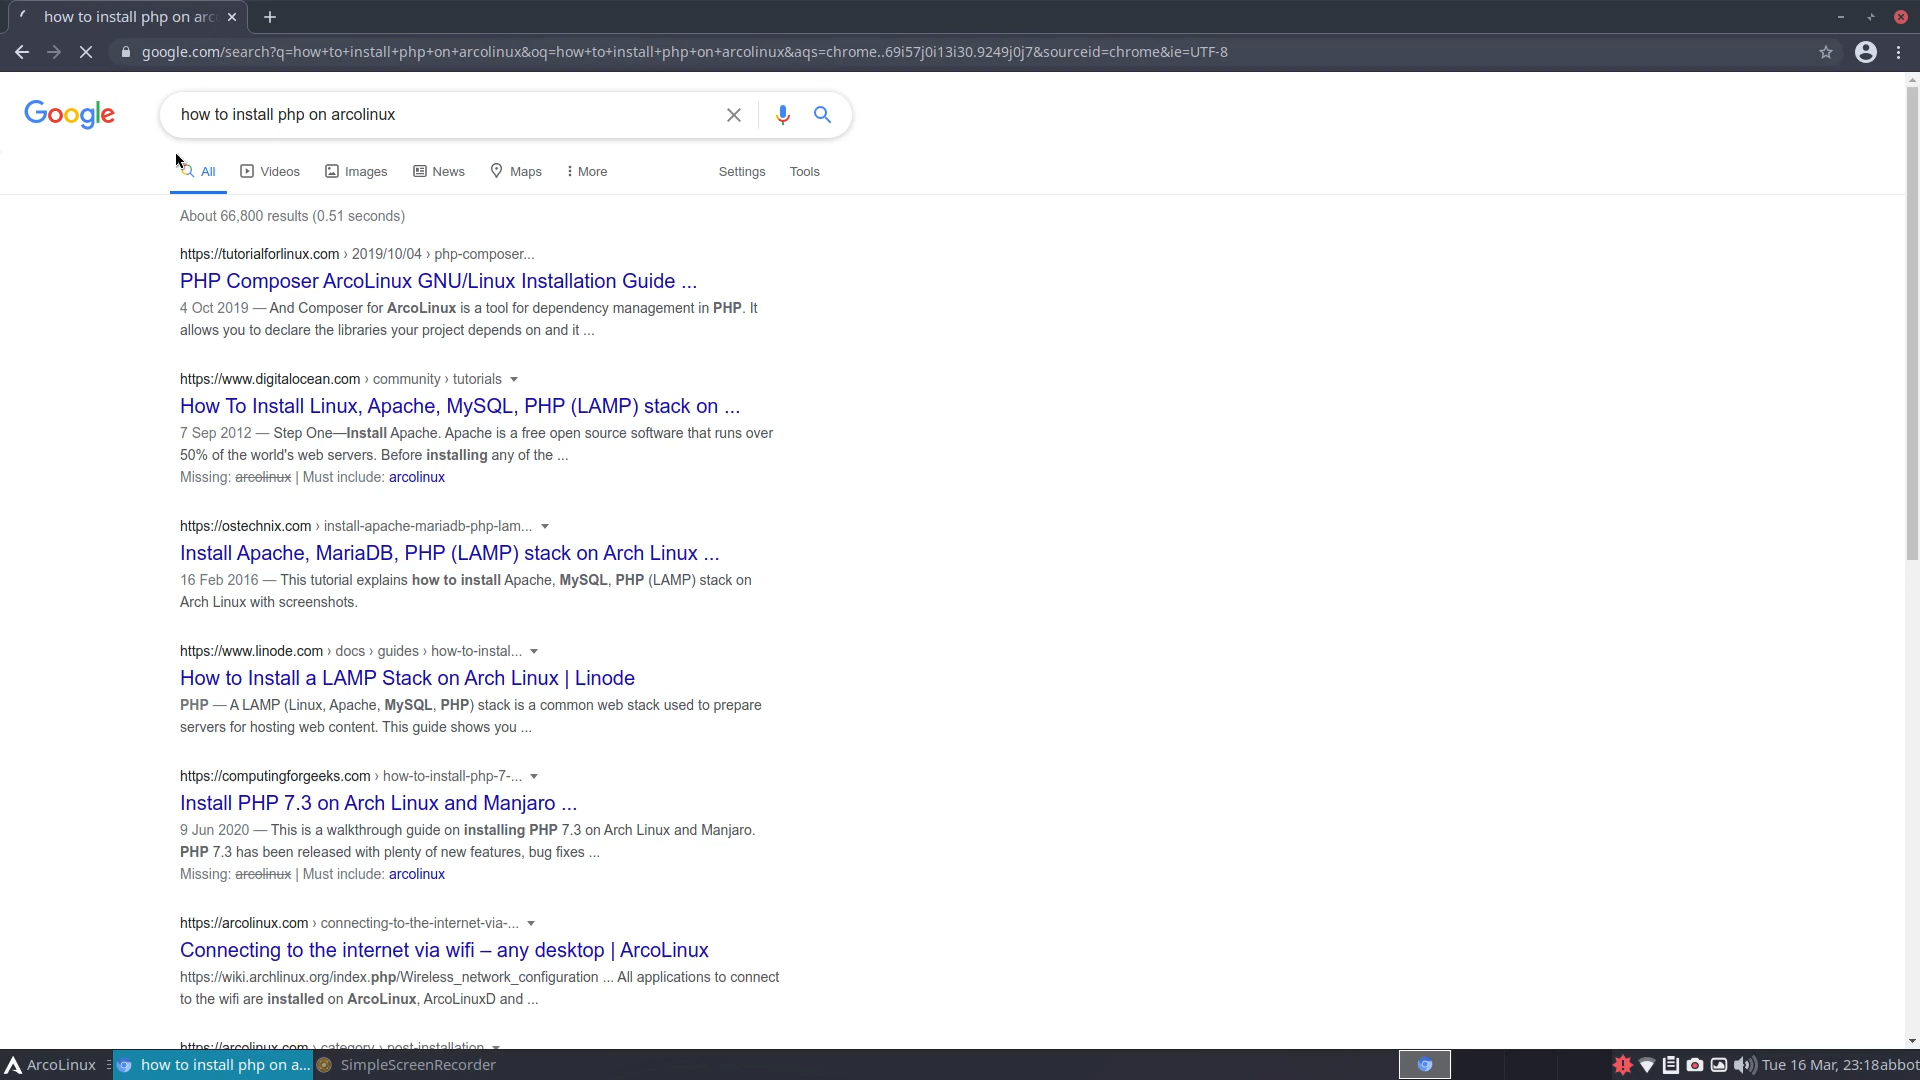 how to install php on arc
google.com/search?q=how+to+install+php+on+arcolinux&oq=how+to+install+php+on+arcolinux&aqs=chrome..69i57j0i13i30.9249j0j7&sourceid=chrome&ie=UTF-8
Google
how to install php on arcolinux
All Videos Images News Maps More Settings Tools
About 66,800 results (0.51 seconds)
https://tutorialforlinux.com › 2019/10/04 › php-composer...
PHP Composer ArcoLinux GNU/Linux Installation Guide ...
4 Oct 2019 — And Composer for ArcoLinux is a tool for dependency management in PHP. It
allows you to declare the libraries your project depends on and it ...
https://www.digitalocean.com › community › tutorials
How To Install Linux, Apache, MySQL, PHP (LAMP) stack on ...
7 Sep 2012 — Step One—Install Apache. Apache is a free open source software that runs over
50% of the world's web servers. Before installing any of the ...
Missing: arcolinux | Must include: arcolinux
https://ostechnix.com › install-apache-mariadb-php-lam...
Install Apache, MariaDB, PHP (LAMP) stack on Arch Linux ...
16 Feb 2016 — This tutorial explains how to install Apache, MySQL, PHP (LAMP) stack on
Arch Linux with screenshots.
https://www.linode.com › docs › guides › how-to-instal...
How to Install a LAMP Stack on Arch Linux | Linode
PHP — A LAMP (Linux, Apache, MySQL, PHP) stack is a common web stack used to prepare
servers for hosting web content. This guide shows you ...
https://computingforgeeks.com › how-to-install-php-7-...
Install PHP 7.3 on Arch Linux and Manjaro ...
9 Jun 2020 — This is a walkthrough guide on installing PHP 7.3 on Arch Linux and Manjaro.
PHP 7.3 has been released with plenty of new features, bug fixes ...
Missing: arcolinux | Must include: arcolinux
https://arcolinux.com › connecting-to-the-internet-via-...
Connecting to the internet via wifi – any desktop | ArcoLinux
https://wiki.archlinux.org/index.php/Wireless_network_configuration ... All applications to connect
to the wifi are installed on ArcoLinux, ArcoLinuxD and ...
https://arcolinux.com › category › post-installation
ArcoLinux how to install php on a... SimpleScreenRecorder Tue 16 Mar, 23:18 abbot